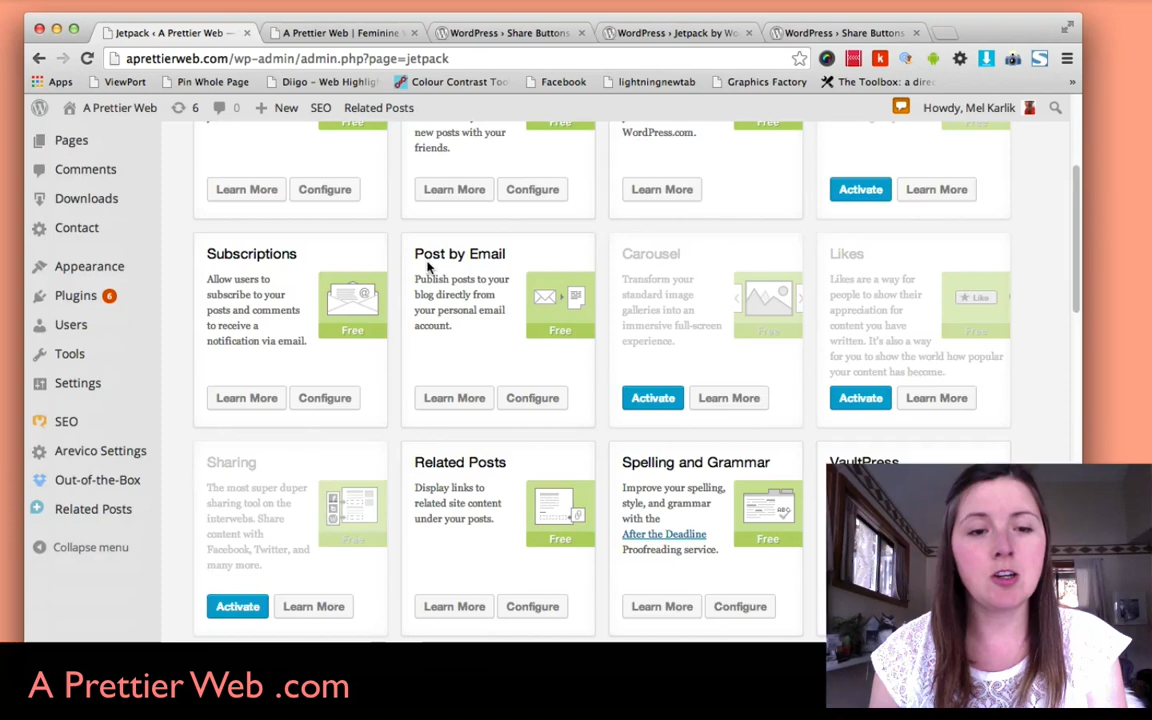 Jetpack ‹ A Prettier Web —
A Prettier Web | Feminine
WordPress › Share Buttons
WordPress › Jetpack by Wo
WordPress › Share Buttons
aprettierweb.com/wp-admin/admin.php?page=jetpack
Apps
ViewPort
Pin Whole Page
Diigo - Web Highlig
Colour Contrast Too
Facebook
lightningnewtab
Graphics Factory
The Toolbox: a dire
»
A Prettier Web
6
0
New
SEO
Related Posts
Howdy, Mel Karlik
Pages
Comments
Downloads
Contact
Appearance
Plugins 6
Users
Tools
Settings
SEO
Arevico Settings
Out-of-the-Box
Related Posts
Collapse menu
Free
Learn More
Configure
new posts with your
friends.
Free
Learn More
Configure
WordPress.com.
Free
Learn More
Free
Activate
Learn More
Subscriptions
Allow users to
subscribe to your
posts and comments
to receive a
notification via email.
Free
Learn More
Configure
Post by Email
Publish posts to your
blog directly from
your personal email
account.
Free
Learn More
Configure
Carousel
Transform your
standard image
galleries into an
immersive full-screen
experience.
Free
Activate
Learn More
Likes
Likes are a way for
people to show their
appreciation for
content you have
written. It's also a way
for you to show the world how popular
your content has become.
Like
Free
Activate
Learn More
Sharing
The most super duper
sharing tool on the
interwebs. Share
content with
Facebook, Twitter, and
many more.
Free
Activate
Learn More
Related Posts
Display links to
related site content
under your posts.
Free
Learn More
Configure
Spelling and Grammar
Improve your spelling,
style, and grammar
with the
After the Deadline
Proofreading service.
ABC
Free
Learn More
Configure
VaultPress
A Prettier Web .com